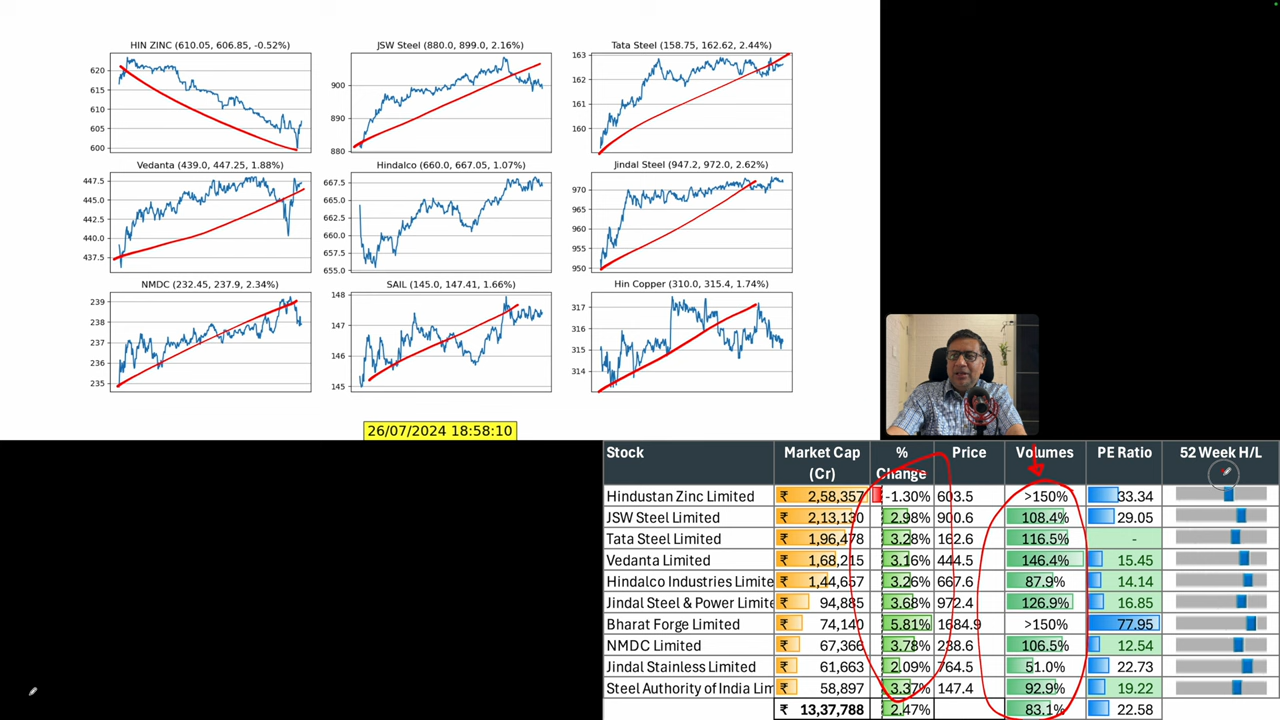 HIN ZINC (610.05, 606.85, -0.52%)
620
615
610
605
600
JSW Steel (880.0, 899.0, 2.16%)
900
890
880
Tata Steel (158.75, 162.62, 2.44%)
163
162
161
160
Vedanta (439.0, 447.25, 1.88%)
447.5
445.0
442.5
440.0
437.5
Hindalco (660.0, 667.05, 1.07%)
667.5
665.0
662.5
660.0
657.5
655.0
Jindal Steel (947.2, 972.0, 2.62%)
970
965
960
955
950
NMDC (232.45, 237.9, 2.34%)
239
238
237
236
235
SAIL (145.0, 147.41, 1.66%)
148
147
146
145
Hin Copper (310.0, 315.4, 1.74%)
317
316
315
314
26/07/2024 18:58:10
Stock Market Cap (Cr) % Change Price Volumes PE Ratio 52 Week H/L
Hindustan Zinc Limited ₹ 2,58,357 -1.30% 603.5 >150% 33.34
JSW Steel Limited ₹ 2,13,130 2.98% 900.6 108.4% 29.05
Tata Steel Limited ₹ 1,96,478 3.28% 162.6 116.5% -
Vedanta Limited ₹ 1,68,215 3.16% 444.5 146.4% 15.45
Hindalco Industries Limite ₹ 1,44,657 3.26% 667.6 87.9% 14.14
Jindal Steel & Power Limite ₹ 94,885 3.68% 972.4 126.9% 16.85
Bharat Forge Limited ₹ 74,140 5.81% 1684.9 >150% 77.95
NMDC Limited ₹ 67,366 3.78% 238.6 106.5% 12.54
Jindal Stainless Limited ₹ 61,663 2.09% 764.5 51.0% 22.73
Steel Authority of India Lim ₹ 58,897 3.37% 147.4 92.9% 19.22
₹ 13,37,788 2.47% 83.1% 22.58